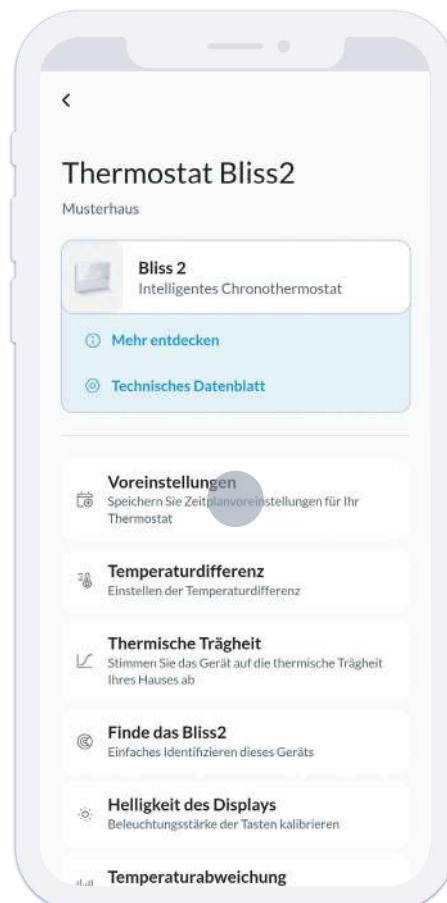 Thermostat Bliss2
Musterhaus
Bliss 2
Intelligentes Chronothermostat
Mehr entdecken
Technisches Datenblatt
Voreinstellungen
Speichern Sie Zeitplanvoreinstellungen für Ihr
Thermostat
Temperaturdifferenz
Einstellen der Temperaturdifferenz
Thermische Trägheit
Stimmen Sie das Gerät auf die thermische Trägheit
Ihres Hauses ab
Finde das Bliss2
Einfaches Identifizieren dieses Geräts
Helligkeit des Displays
Beleuchtungsstärke der Tasten kalibrieren
Temperaturabweichung